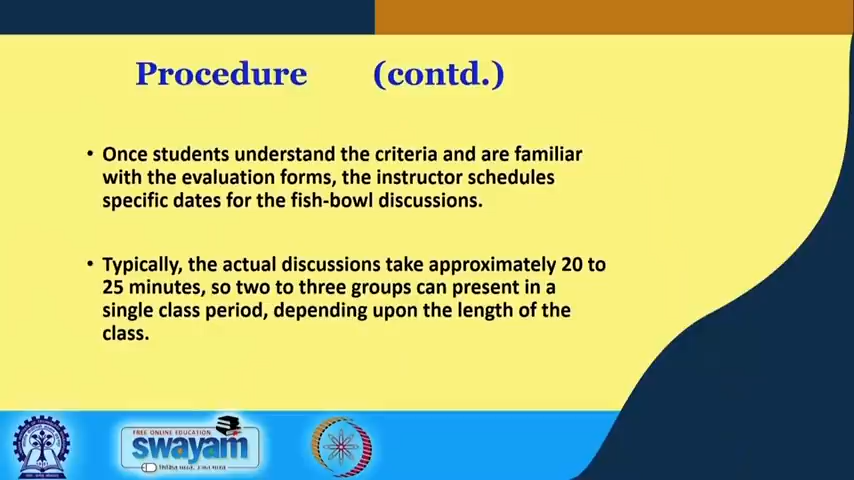 Procedure (contd.)
• Once students understand the criteria and are familiar
with the evaluation forms, the instructor schedules
specific dates for the fish-bowl discussions.
• Typically, the actual discussions take approximately 20 to
25 minutes, so two to three groups can present in a
single class period, depending upon the length of the
class.
FREE ONLINE EDUCATION
swayam